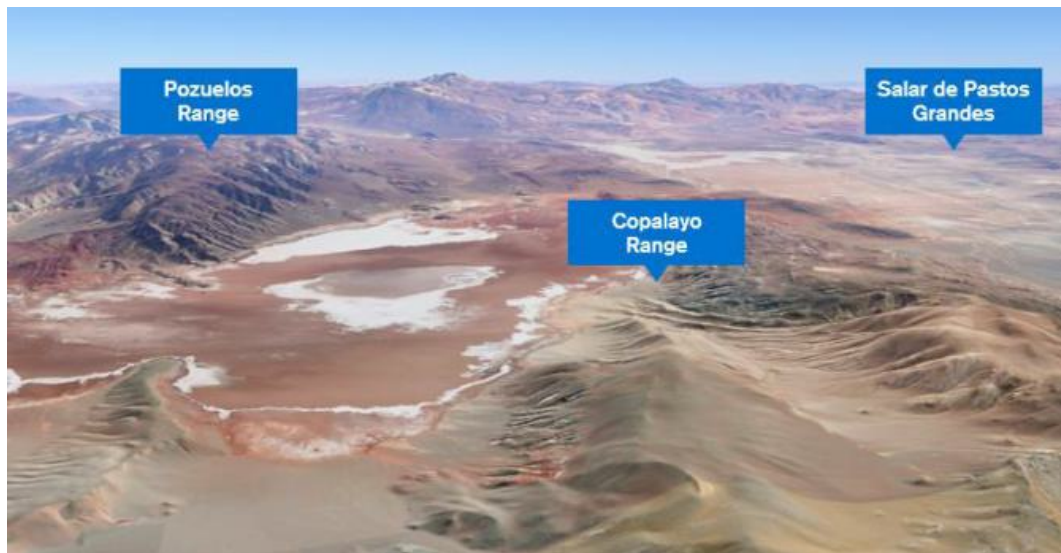 Pozuelos
Range
Salar de Pastos
Grandes
Copalayo
Range